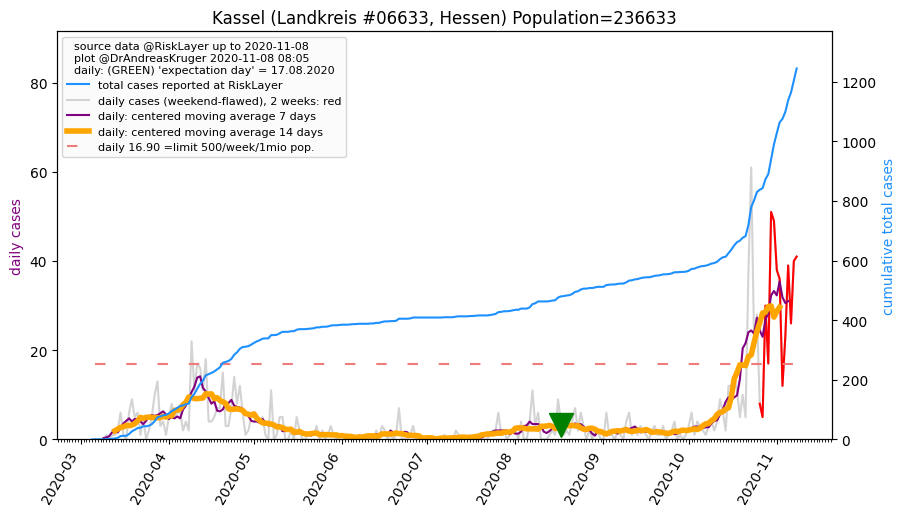 Kassel (Landkreis #06633, Hessen) Population=236633
source data @RiskLayer up to 2020-11-08
plot @DrAndreasKruger 2020-11-08 08:05
daily: (GREEN) 'expectation day' = 17.08.2020
total cases reported at RiskLayer
daily cases (weekend-flawed), 2 weeks: red
daily: centered moving average 7 days
daily: centered moving average 14 days
daily 16.90 =limit 500/week/1mio pop.
daily cases
80
60
40
20
0
cumulative total cases
1200
1000
800
600
400
200
0
2020-03
2020-04
2020-05
2020-06
2020-07
2020-08
2020-09
2020-10
2020-11